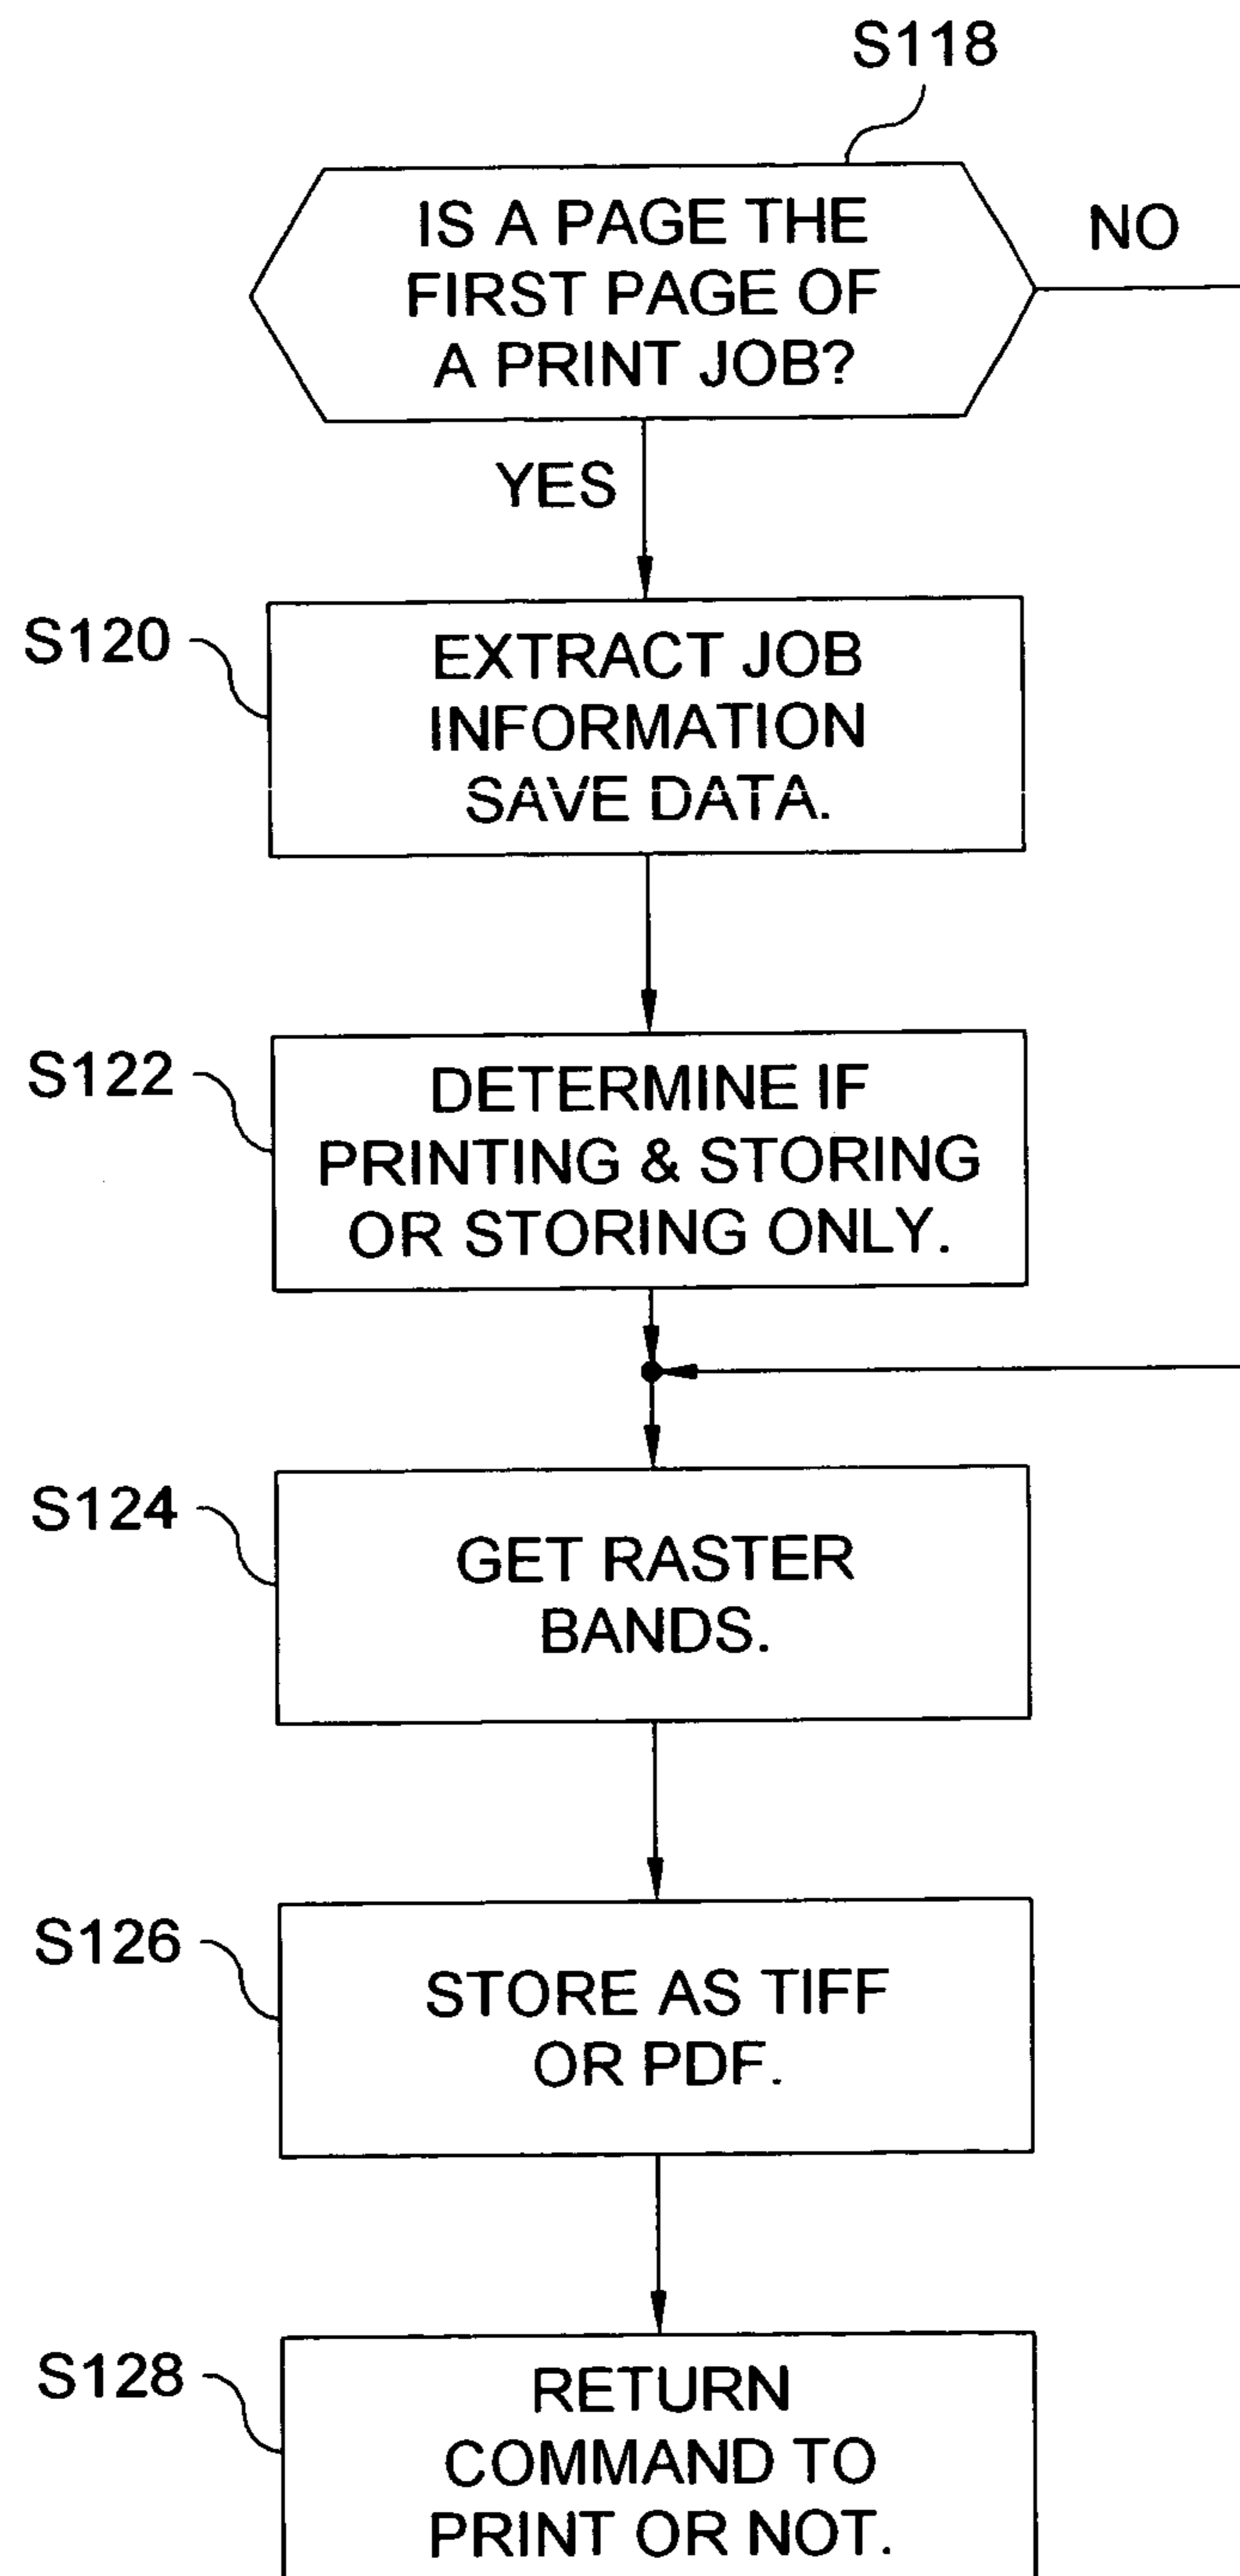 S118
IS A PAGE THE
FIRST PAGE OF
A PRINT JOB?
NO
YES
S120
EXTRACT JOB
INFORMATION
SAVE DATA.
S122
DETERMINE IF
PRINTING & STORING
OR STORING ONLY.
S124
GET RASTER
BANDS.
S126
STORE AS TIFF
OR PDF.
S128
RETURN
COMMAND TO
PRINT OR NOT.